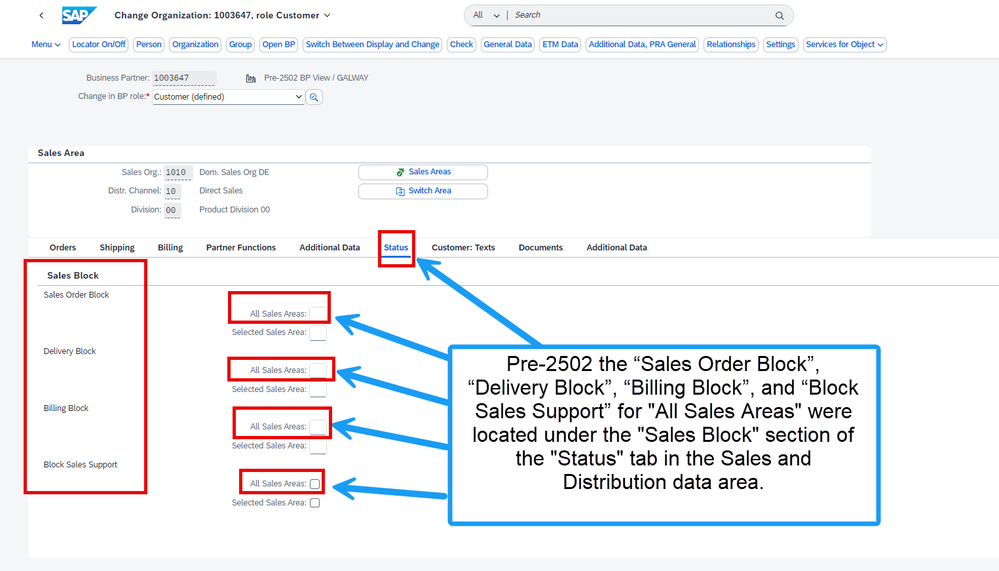 SAP
Change Organization: 1003647, role Customer
All
Search
Menu
Locator On/Off
Person
Organization
Group
Open BP
Switch Between Display and Change
Check
General Data
ETM Data
Additional Data, PRA General
Relationships
Settings
Services for Object
Business Partner: 1003647 Pre-2502 BP View / GALWAY
Change in BP role:* Customer (defined)
Sales Area
Sales Org.: 1010 Dom. Sales Org DE
Sales Areas
Distr. Channel: 10 Direct Sales
Switch Area
Division: 00 Product Division 00
Orders
Shipping
Billing
Partner Functions
Additional Data
Status
Customer: Texts
Documents
Additional Data
Sales Block
Sales Order Block
All Sales Areas:
Selected Sales Area:
Delivery Block
All Sales Areas:
Selected Sales Area:
Billing Block
All Sales Areas:
Selected Sales Area:
Block Sales Support
All Sales Areas:
Selected Sales Area:
Pre-2502 the “Sales Order Block”,
“Delivery Block”, “Billing Block”, and “Block
Sales Support” for "All Sales Areas" were
located under the "Sales Block" section of
the "Status" tab in the Sales and
Distribution data area.